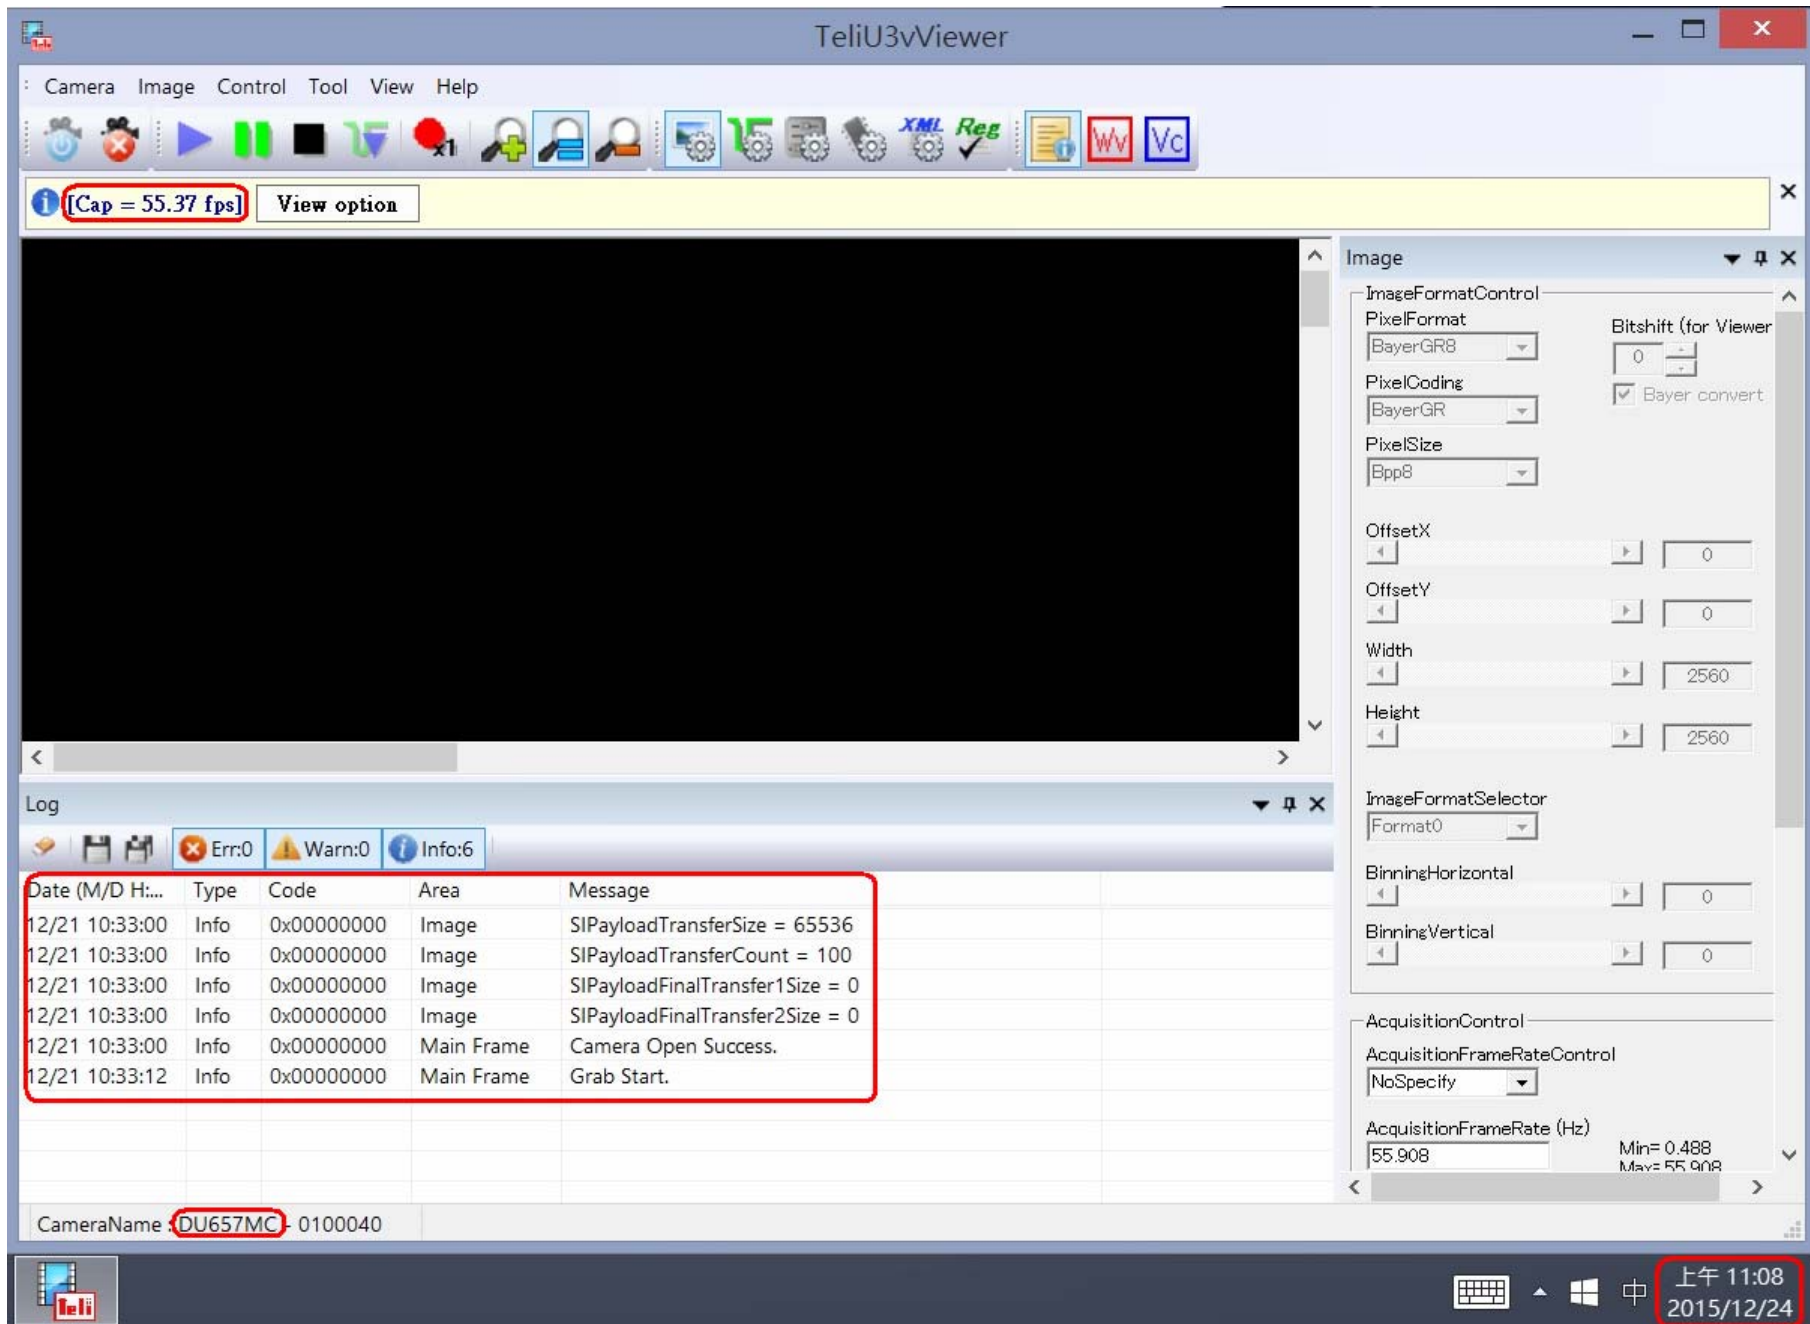 TeliU3vViewer
Camera Image Control Tool View Help
x1 XML Reg Wv Vc
[Cap = 55.37 fps] View option
Image
ImageFormatControl
PixelFormat
Bitshift (for Viewer
BayerGR8
0
PixelCoding
Bayer convert
BayerGR
PixelSize
Bpp8
OffsetX
0
OffsetY
0
Width
2560
Height
2560
ImageFormatSelector
Format0
BinningHorizontal
0
BinningVertical
0
AcquisitionControl
AcquisitionFrameRateControl
NoSpecify
AcquisitionFrameRate (Hz)
55.908
Min= 0.488
Max= 55.908
Log
Err:0 Warn:0 Info:6
Date (M/D H:... Type Code Area Message
12/21 10:33:00 Info 0x00000000 Image SIPayloadTransferSize = 65536
12/21 10:33:00 Info 0x00000000 Image SIPayloadTransferCount = 100
12/21 10:33:00 Info 0x00000000 Image SIPayloadFinalTransfer1Size = 0
12/21 10:33:00 Info 0x00000000 Image SIPayloadFinalTransfer2Size = 0
12/21 10:33:00 Info 0x00000000 Main Frame Camera Open Success.
12/21 10:33:12 Info 0x00000000 Main Frame Grab Start.
CameraName : DU657MC - 0100040
Teli
中
上午 11:08
2015/12/24